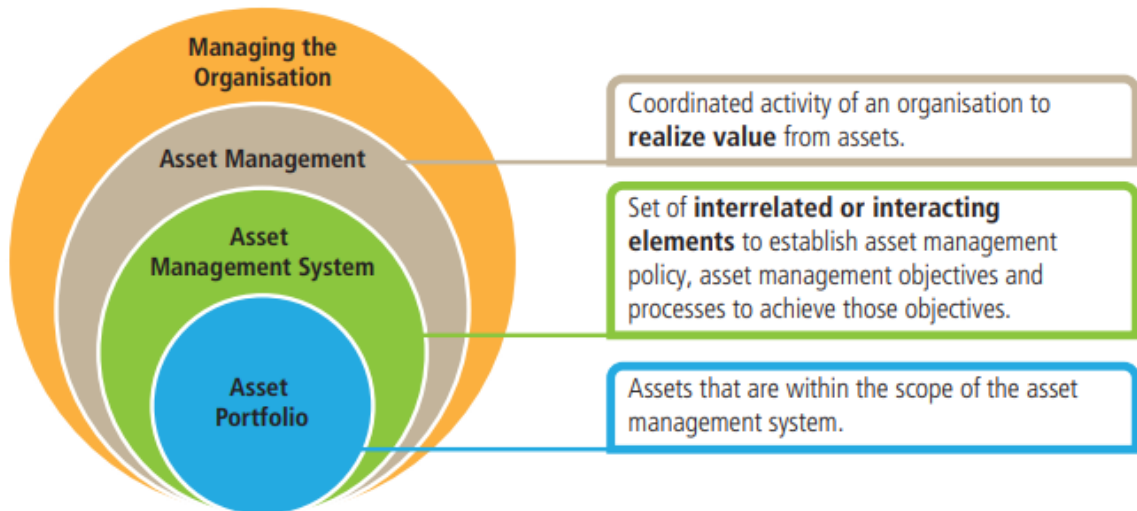 Managing the
Organisation
Asset Management
Asset
Management System
Asset
Portfolio
Coordinated activity of an organisation to
realize value from assets.
Set of interrelated or interacting
elements to establish asset management
policy, asset management objectives and
processes to achieve those objectives.
Assets that are within the scope of the asset
management system.